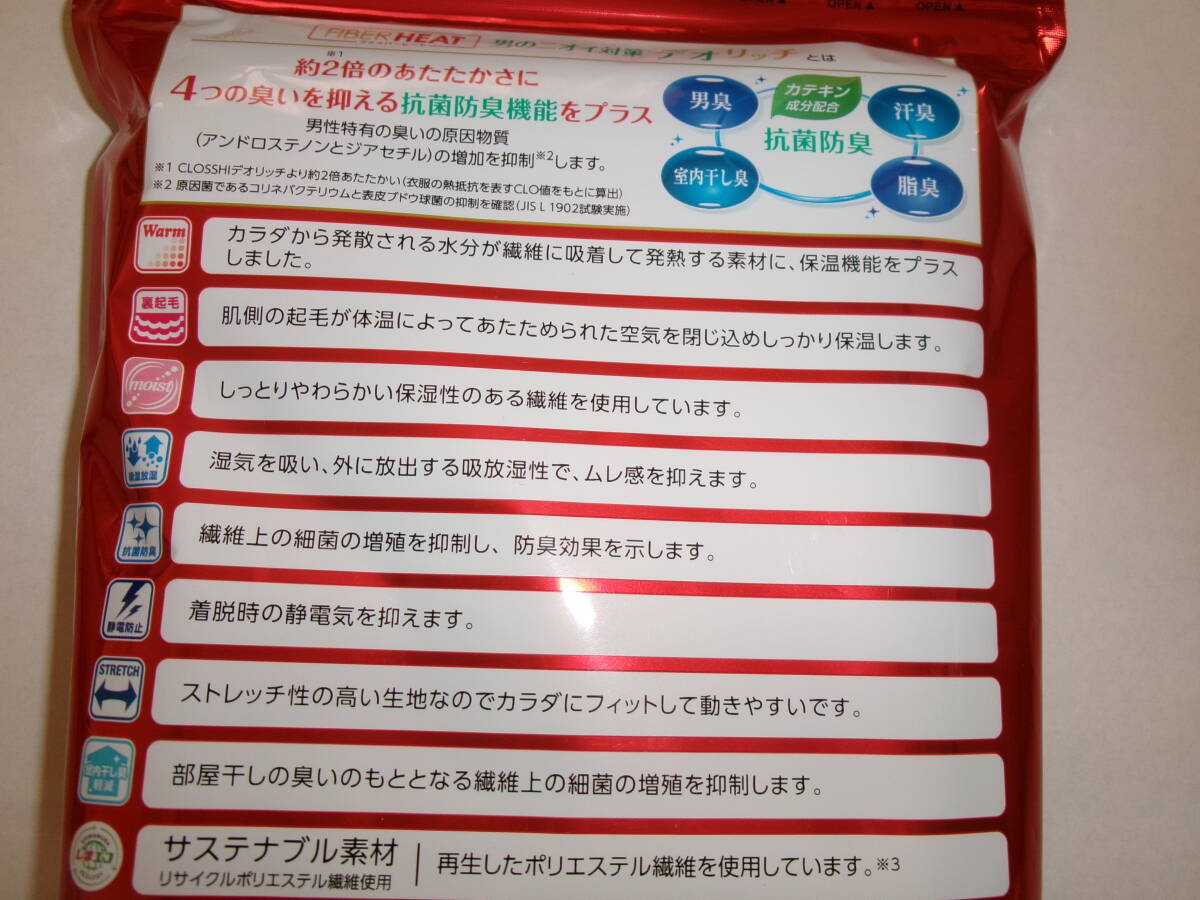 OPEN▲ OPEN▲
FIBER HEAT 男のニオイ対策 デオリッチとは
約2倍のあたたかさに※1
4つの臭いを抑える抗菌防臭機能をプラス
男性特有の臭いの原因物質
(アンドロステノンとジアセチル)の増加を抑制※2します。
※1 CLOSSHIデオリッチより約2倍あたたかい(衣服の熱抵抗を表すCLO値をもとに算出)
※2 原因菌であるコリネバクテリウムと表皮ブドウ球菌の抑制を確認(JIS L 1902試験実施)
男臭
カテキン
成分配合
汗臭
抗菌防臭
室内干し臭
脂臭
Warm
カラダから発散される水分が繊維に吸着して発熱する素材に、保温機能をプラス
しました。
裏起毛
肌側の起毛が体温によってあたためられた空気を閉じ込めしっかり保温します。
moist
しっとりやわらかい保湿性のある繊維を使用しています。
吸湿放湿
湿気を吸い、外に放出する吸放湿性で、ムレ感を抑えます。
抗菌防臭
繊維上の細菌の増殖を抑制し、防臭効果を示します。
静電防止
着脱時の静電気を抑えます。
STRETCH
ストレッチ性の高い生地なのでカラダにフィットして動きやすいです。
室内干し臭
軽減
部屋干しの臭いのもととなる繊維上の細菌の増殖を抑制します。
しまエコ
サステナブル素材
リサイクルポリエステル繊維使用
再生したポリエステル繊維を使用しています。※3